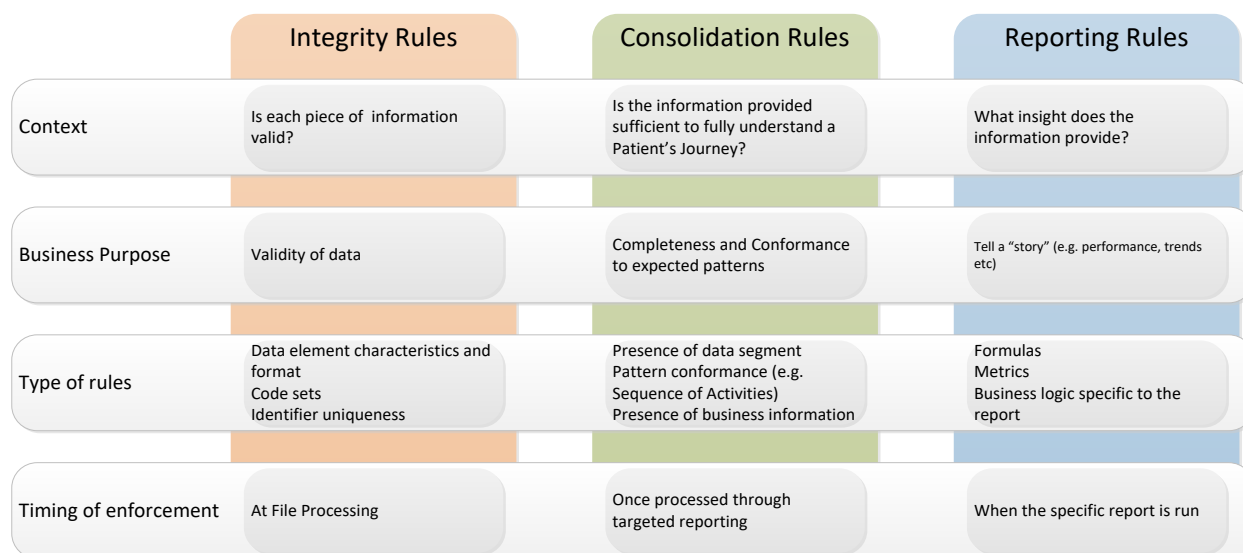 Integrity Rules
Consolidation Rules
Reporting Rules
Context
Is each piece of information
valid?
Is the information provided
sufficient to fully understand a
Patient's Journey?
What insight does the
information provide?
Business Purpose
Validity of data
Completeness and Conformance
to expected patterns
Tell a “story” (e.g. performance, trends
etc)
Type of rules
Data element characteristics and
format
Code sets
Identifier uniqueness
Presence of data segment
Pattern conformance (e.g.
Sequence of Activities)
Presence of business information
Formulas
Metrics
Business logic specific to the
report
Timing of enforcement
At File Processing
Once processed through
targeted reporting
When the specific report is run